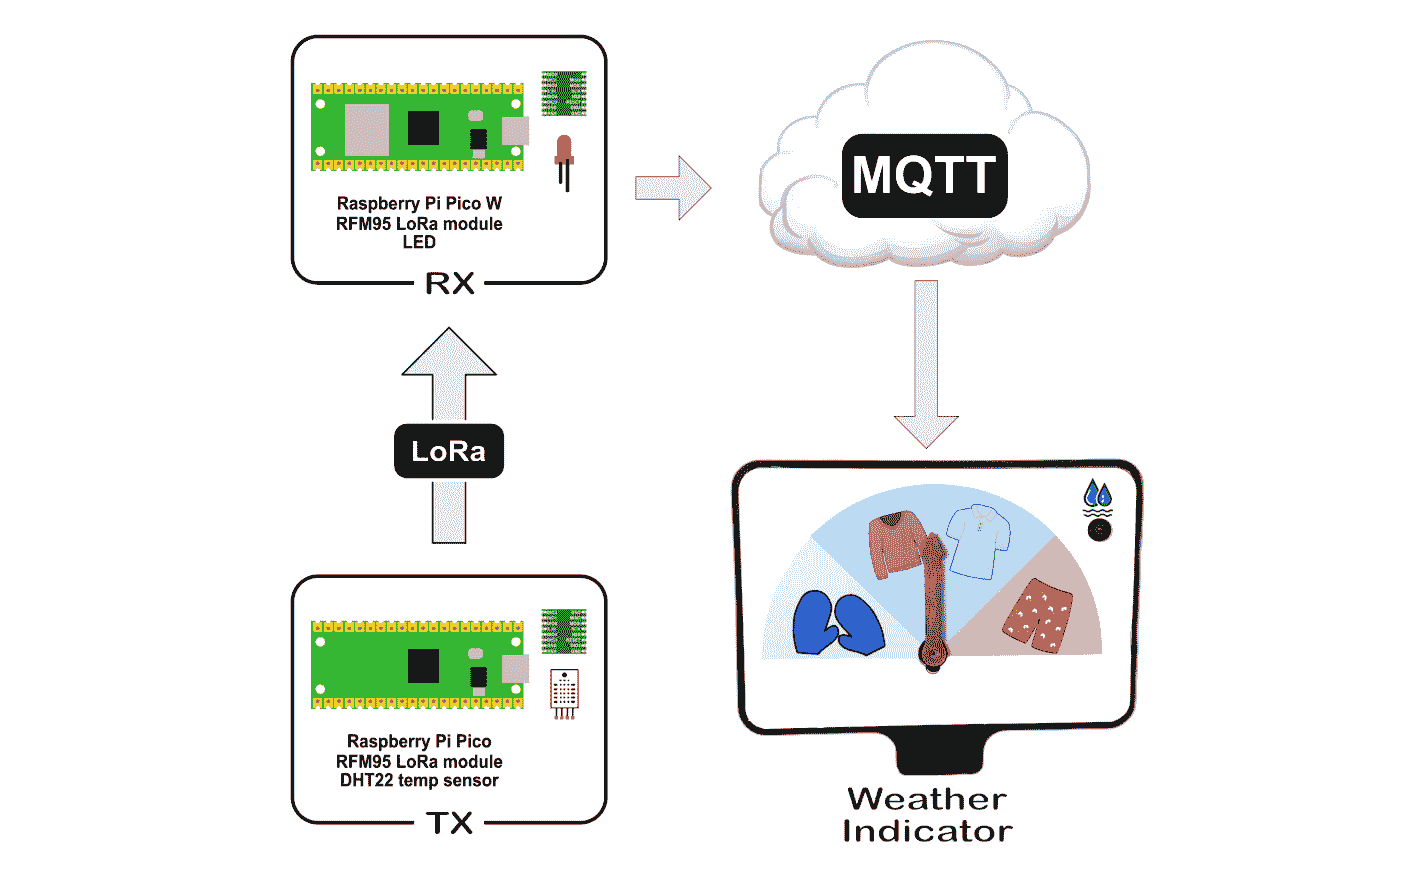 Raspberry Pi Pico W
RFM95 LoRa module
LED
RX
MQTT
LoRa
Raspberry Pi Pico
RFM95 LoRa module
DHT22 temp sensor
TX
Weather
Indicator